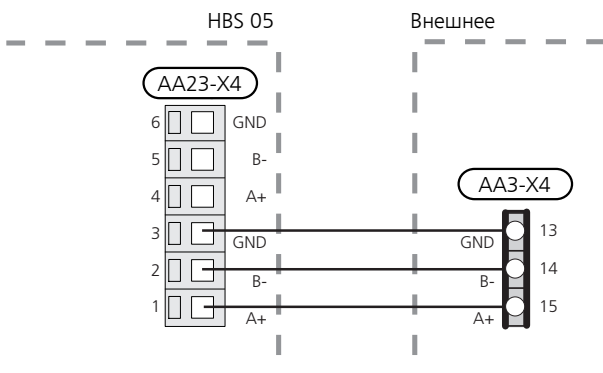 HBS 05 Внешнее
AA23-X4
6 GND
5 B-
4 A+
AA3-X4
3 GND GND 13
2 B- B- 14
1 A+ A+ 15